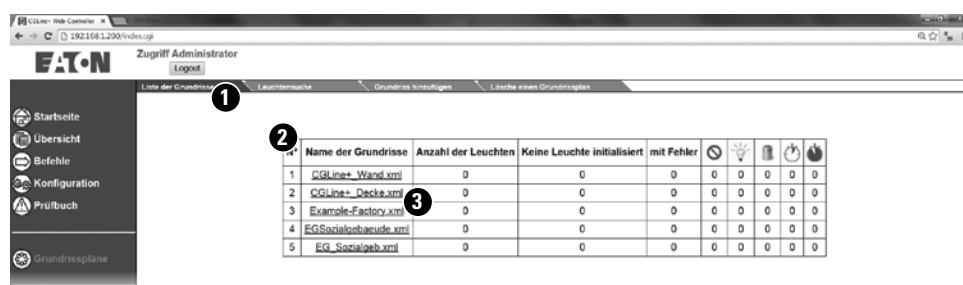 CGLine+ Web-Controller
192.168.1.200/index.cgi
EATON
Zugriff Administrator
Logout
Liste der Grundrisse
Leuchtensuche
Grundriss hinzufügen
Lösche einen Grundrissplan
1
Startseite
Übersicht
Befehle
Konfiguration
Prüfbuch
Grundrisspläne
2
N° Name der Grundrisse Anzahl der Leuchten Keine Leuchte initialisiert mit Fehler
1 CGLine+_Wand.xml 0 0 0 0 0 0 0 0
2 CGLine+_Decke.xml 0 0 0 0 0 0 0 0
3
3 Example-Factory.xml 0 0 0 0 0 0 0 0
4 EGSozialgebaeude.xml 0 0 0 0 0 0 0 0
5 EG_Sozialgeb.xml 0 0 0 0 0 0 0 0